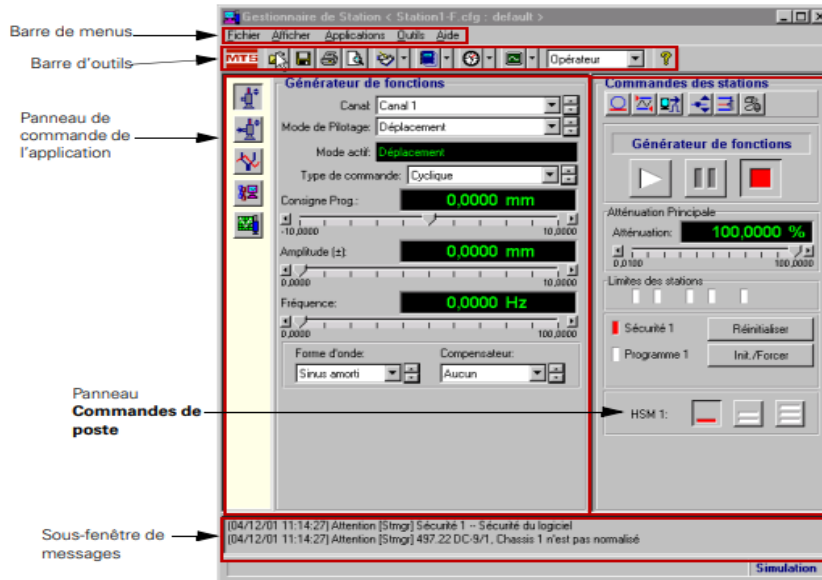 Gestionnaire de Station < Station1-F.cfg : default >
Barre de menus
Fichier Afficher Applications Outils Aide
Barre d'outils
MTS Opérateur
Panneau de
commande de
l'application
Générateur de fonctions
Canal: Canal 1
Mode de Pilotage: Déplacement
Mode actif: Déplacement
Type de commande: Cyclique
Consigne Prog.: 0,0000 mm
-10,0000 10,0000
Amplitude (±): 0,0000 mm
0,0000 10,0000
Fréquence: 0,0000 Hz
0,0000 100,0000
Forme d'onde: Compensateur:
Sinus amorti Aucun
Commandes des stations
Générateur de fonctions
Atténuation Principale
Atténuation: 100,0000 %
0,0100 100,0000
Limites des stations
Sécurité 1 Réinitialiser
Programme 1 Init./Forcer
HSM 1:
Panneau
Commandes de
poste
Sous-fenêtre de
messages
[04/12/01 11:14:27] Attention [Stmgr] Sécurité 1 -- Sécurité du logiciel
[04/12/01 11:14:27] Attention [Stmgr] 497.22 DC-9/1, Chassis 1 n'est pas normalisé
Simulation